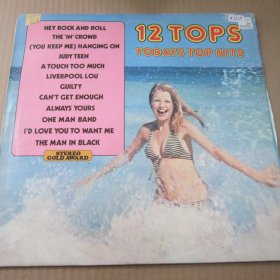 HEY ROCK AND ROLL
THE 'IN' CROWD
(YOU KEEP ME) HANGING ON
JUDY TEEN
A TOUCH TOO MUCH
LIVERPOOL LOU
GUILTY
CAN'T GET ENOUGH
ALWAYS YOURS
ONE MAN BAND
I'D LOVE YOU TO WANT ME
THE MAN IN BLACK
STEREO
GOLD AWARD
12 TOPS
TODAY'S TOP HITS